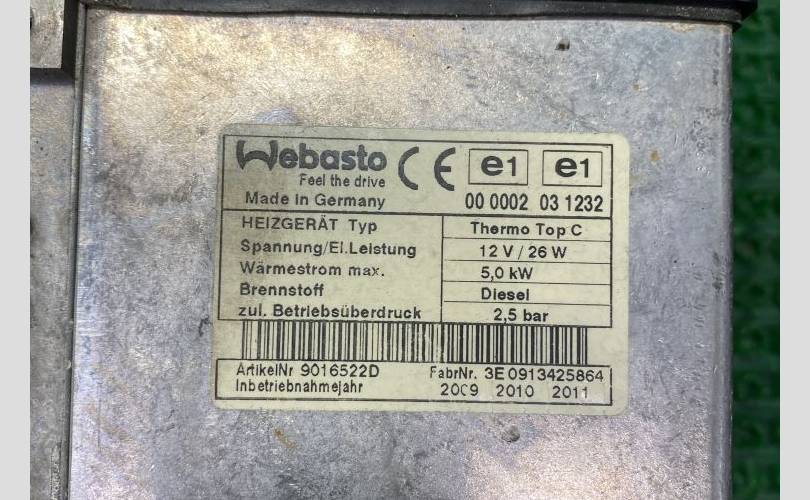 Webasto CE e1 e1
Feel the drive
Made in Germany 00 0002 03 1232
HEIZGERÄT Typ Thermo Top C
Spannung/El.Leistung 12 V / 26 W
Wärmestrom max. 5,0 kW
Brennstoff Diesel
zul. Betriebsüberdruck 2,5 bar
ArtikelNr 9016522D FabrNr. 3E 0913425864
Inbetriebnahmejahr 2009 2010 2011